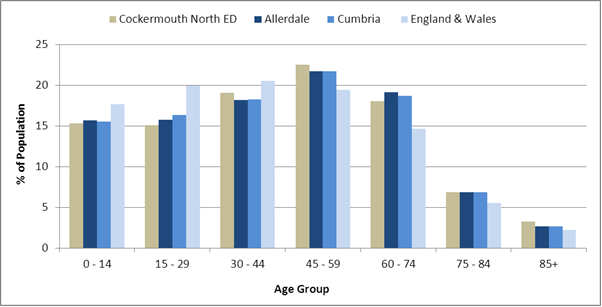 Cockermouth North ED Allerdale Cumbria England & Wales
25
20
15
10
5
0
% of Population
0 - 14 15 - 29 30 - 44 45 - 59 60 - 74 75 - 84 85+
Age Group